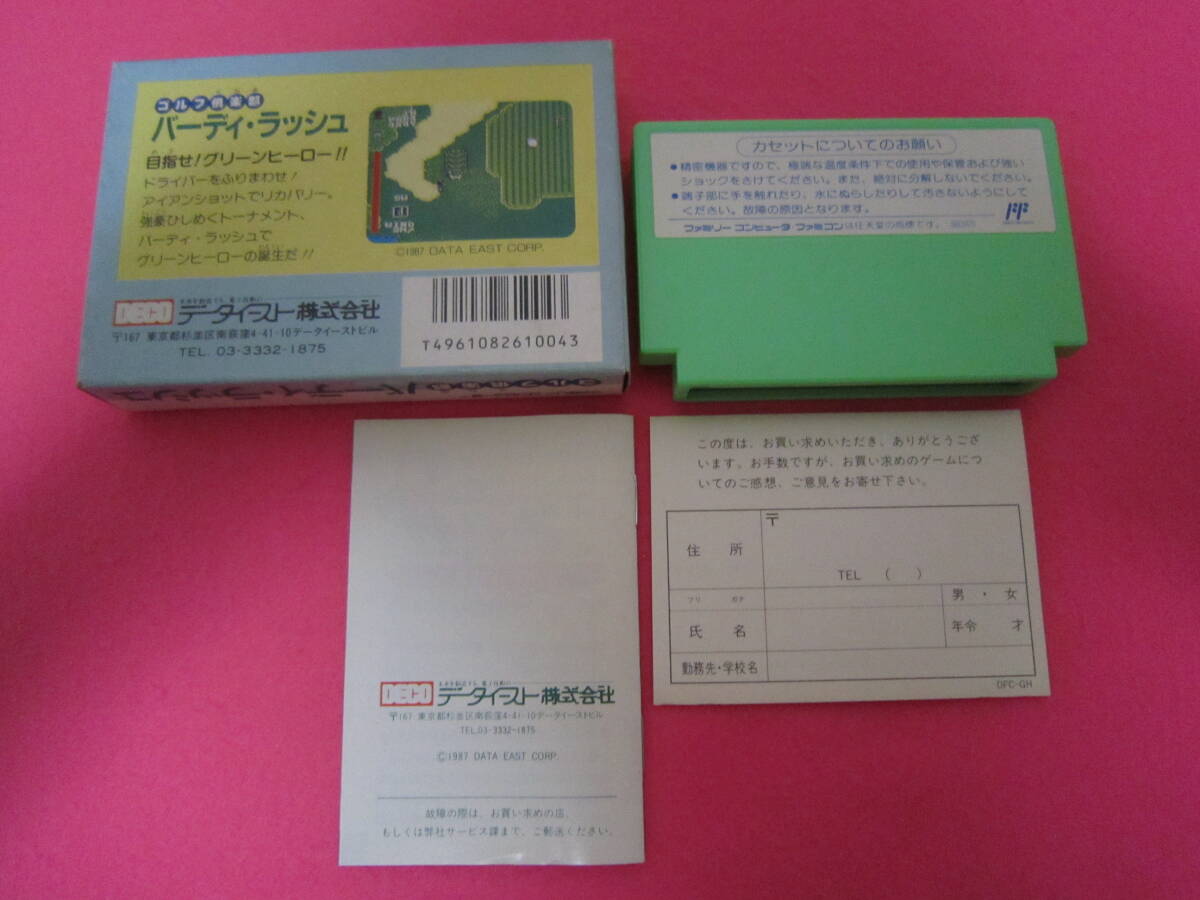 ゴルフ倶楽部
バーディ・ラッシュ
目指せ!グリーンヒーロー!!
ドライバーをふりまわせ!
アイアンショットでリカバリー。
強豪ひしめくトーナメント、
バーディ・ラッシュで
グリーンヒーローの誕生だ!!
©1987 DATA EAST CORP.
DECO データイースト株式会社
〒167 東京都杉並区南荻窪4-41-10データイーストビル
TEL. 03-3332-1875
T4961082610043
ゴルフ倶楽部 バーディ・ラッシュ
カセットについてのお願い
●精密機器ですので、極端な温度条件下での使用や保管および強い
ショックをさけてください。また、絶対に分解しないでください。
●端子部に手を触れたり、水にぬらしたりして汚さないようにして
ください。故障の原因となります。
ファミリーコンピュータ ファミコンは任天堂の商標です。
DECO データイースト株式会社
〒167 東京都杉並区南荻窪4-41-10データイーストビル
TEL.03-3332-1875
©1987 DATA EAST CORP.
故障の際は、お買い求めの店、
もしくは弊社サービス課まで、ご郵送ください。
この度は、お買い求めいただき、ありがとうござ
います。お手数ですが、お買い求めのゲームにつ
いてのご感想、ご意見をお寄せ下さい。
住 所
〒
TEL ( )
フリ ガナ
氏 名
男・女
年令 才
勤務先・学校名
DFC-GH